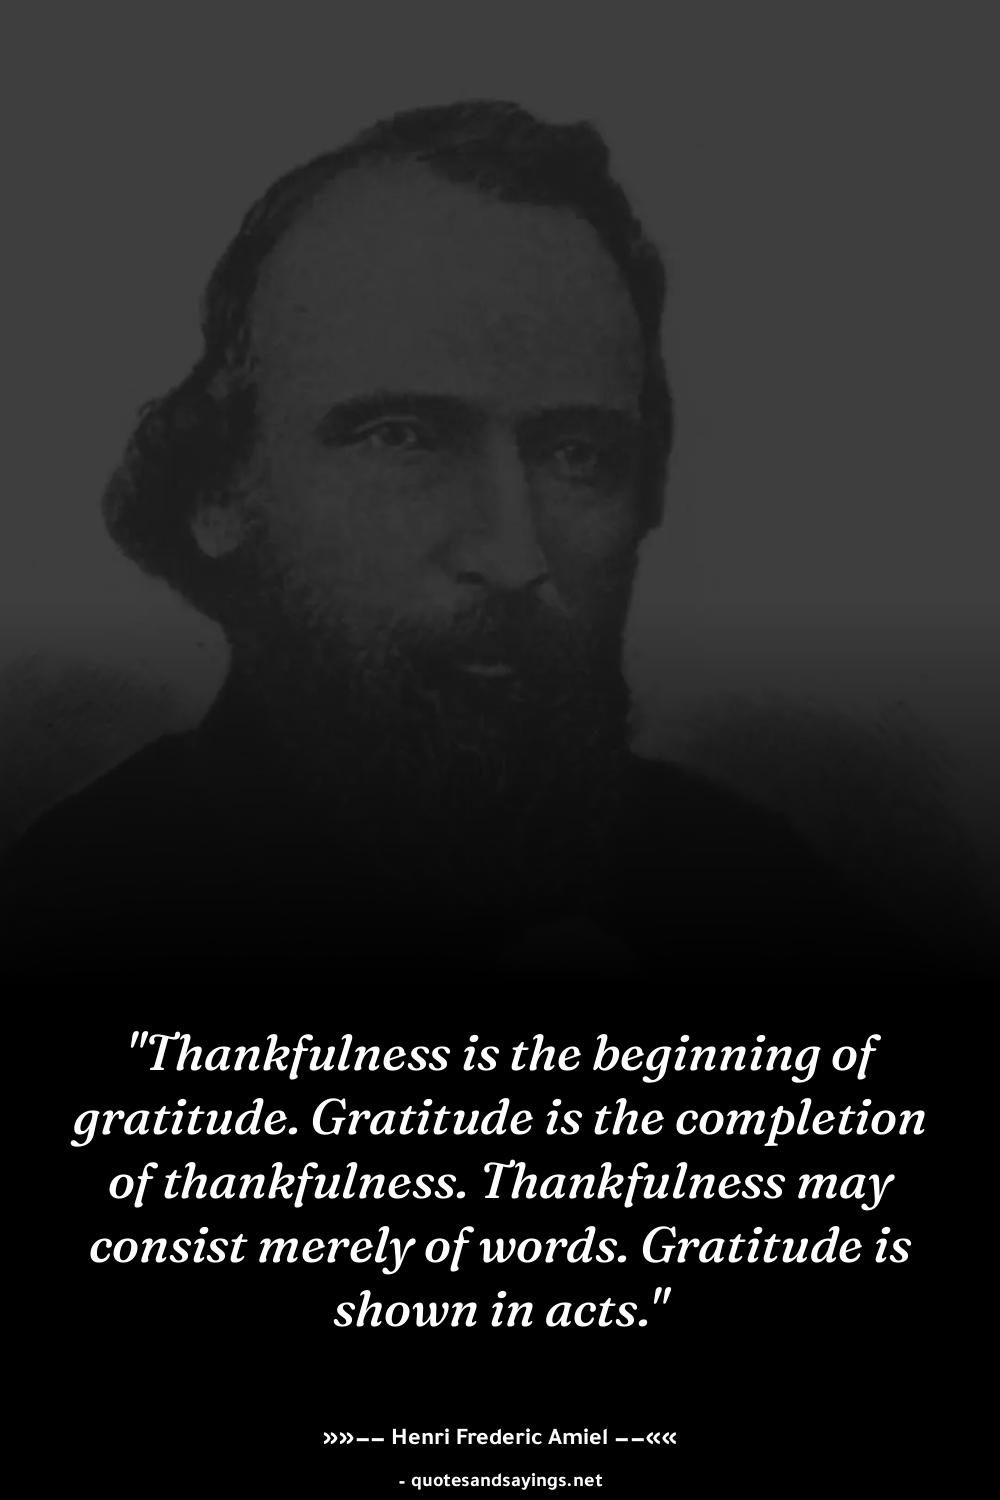 "Thankfulness is the beginning of
gratitude. Gratitude is the completion
of thankfulness. Thankfulness may
consist merely of words. Gratitude is
shown in acts."
»»−− Henri Frederic Amiel −−««
- quotesandsayings.net